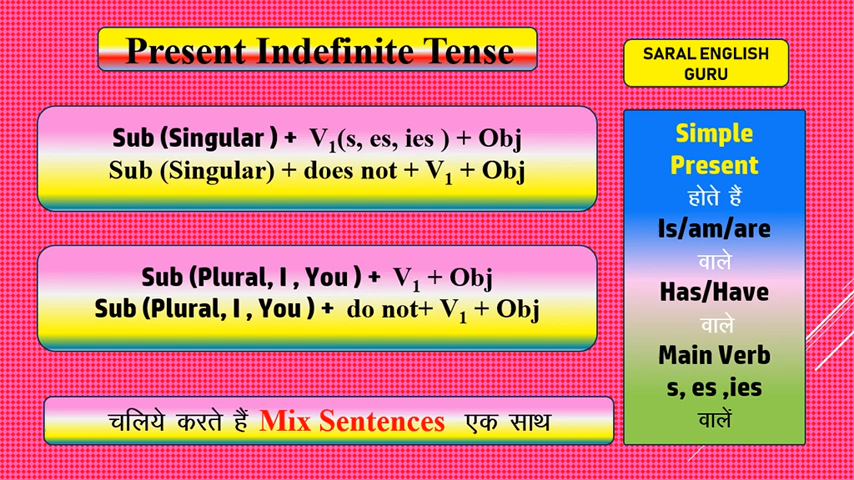 Present Indefinite Tense
SARAL ENGLISH
GURU
Sub (Singular ) + V₁(s, es, ies ) + Obj
Sub (Singular) + does not + V₁ + Obj
Sub (Plural, I , You ) + V₁ + Obj
Sub (Plural, I , You ) + do not+ V₁ + Obj
चलिये करते हैं Mix Sentences एक साथ
Simple
Present
होते हैं
Is/am/are
वाले
Has/Have
वाले
Main Verb
s, es ,ies
वालें